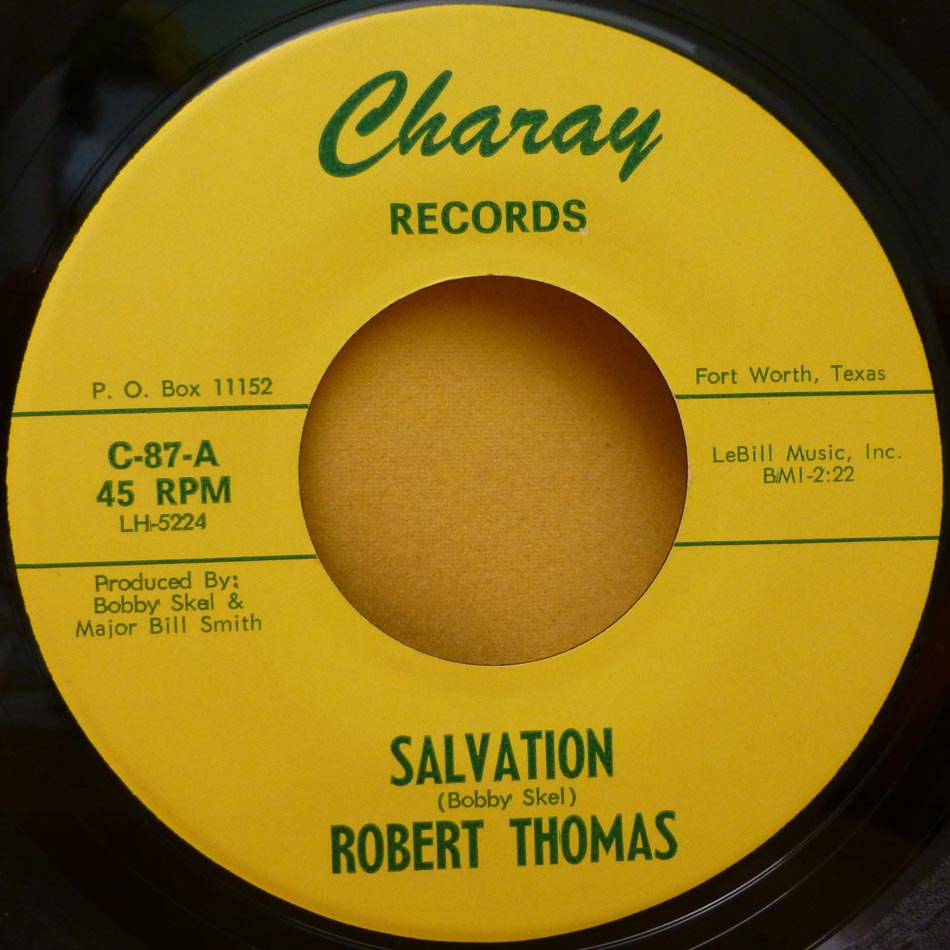 Charay
RECORDS
P. O. Box 11152
Fort Worth, Texas
C-87-A
45 RPM
LH-5224
LeBill Music, Inc.
BMI-2:22
Produced By:
Bobby Skel &
Major Bill Smith
SALVATION
(Bobby Skel)
ROBERT THOMAS